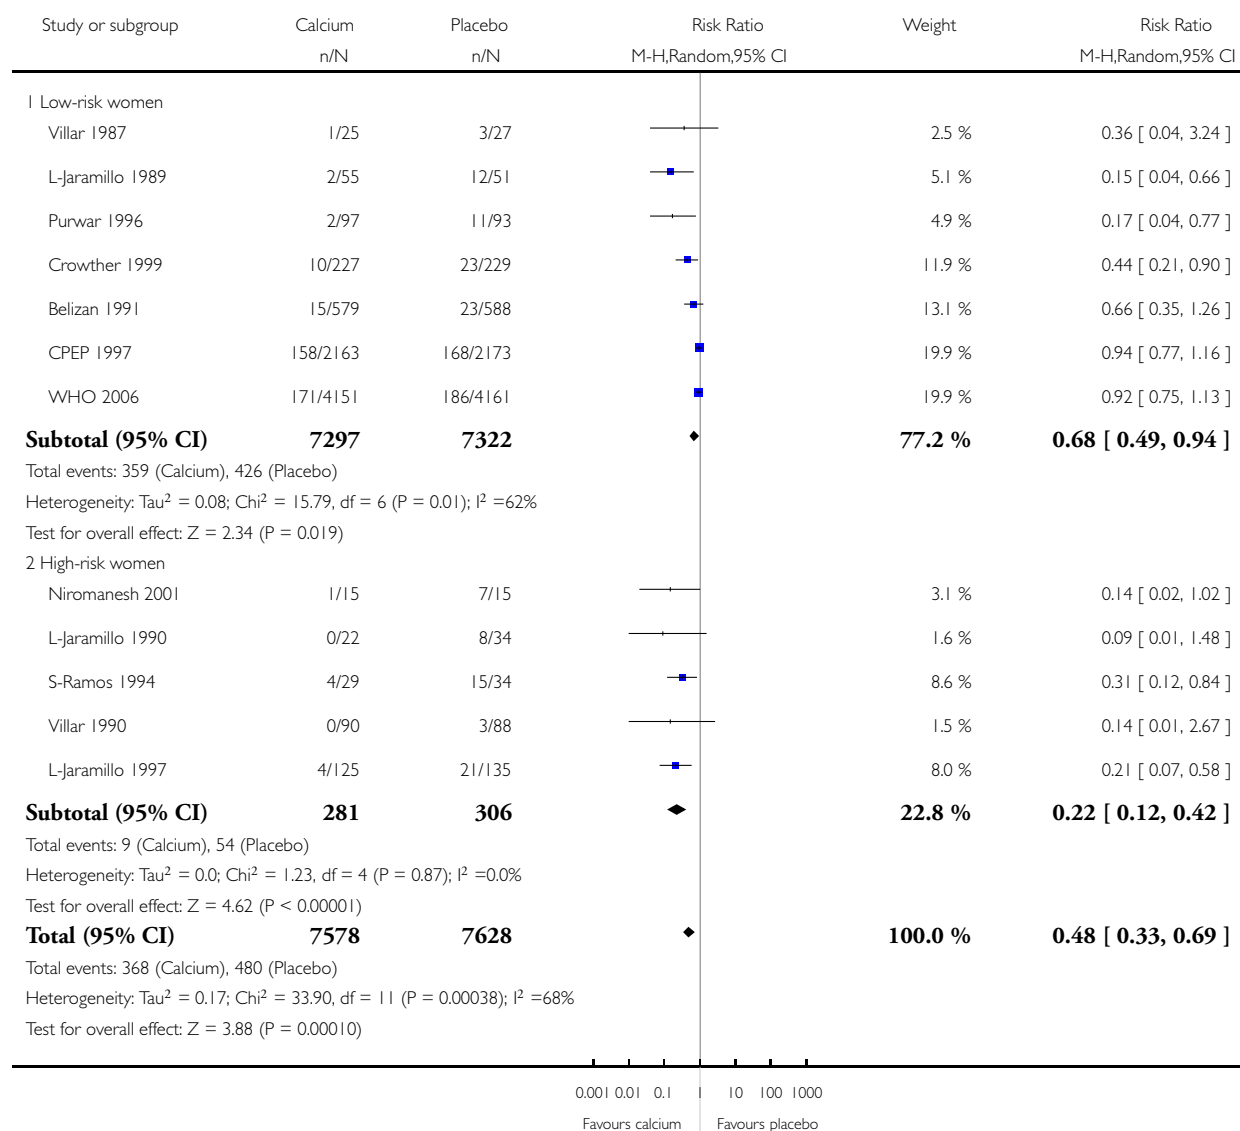 Study or subgroup Calcium Placebo Risk Ratio Weight Risk Ratio
n/N n/N M-H,Random,95% CI M-H,Random,95% CI
1 Low-risk women
Villar 1987 1/25 3/27 2.5 % 0.36 [ 0.04, 3.24 ]
L-Jaramillo 1989 2/55 12/51 5.1 % 0.15 [ 0.04, 0.66 ]
Purwar 1996 2/97 11/93 4.9 % 0.17 [ 0.04, 0.77 ]
Crowther 1999 10/227 23/229 11.9 % 0.44 [ 0.21, 0.90 ]
Belizan 1991 15/579 23/588 13.1 % 0.66 [ 0.35, 1.26 ]
CPEP 1997 158/2163 168/2173 19.9 % 0.94 [ 0.77, 1.16 ]
WHO 2006 171/4151 186/4161 19.9 % 0.92 [ 0.75, 1.13 ]
Subtotal (95% CI) 7297 7322 77.2 % 0.68 [ 0.49, 0.94 ]
Total events: 359 (Calcium), 426 (Placebo)
Heterogeneity: Tau² = 0.08; Chi² = 15.79, df = 6 (P = 0.01); I² =62%
Test for overall effect: Z = 2.34 (P = 0.019)
2 High-risk women
Niromanesh 2001 1/15 7/15 3.1 % 0.14 [ 0.02, 1.02 ]
L-Jaramillo 1990 0/22 8/34 1.6 % 0.09 [ 0.01, 1.48 ]
S-Ramos 1994 4/29 15/34 8.6 % 0.31 [ 0.12, 0.84 ]
Villar 1990 0/90 3/88 1.5 % 0.14 [ 0.01, 2.67 ]
L-Jaramillo 1997 4/125 21/135 8.0 % 0.21 [ 0.07, 0.58 ]
Subtotal (95% CI) 281 306 22.8 % 0.22 [ 0.12, 0.42 ]
Total events: 9 (Calcium), 54 (Placebo)
Heterogeneity: Tau² = 0.0; Chi² = 1.23, df = 4 (P = 0.87); I² =0.0%
Test for overall effect: Z = 4.62 (P < 0.00001)
Total (95% CI) 7578 7628 100.0 % 0.48 [ 0.33, 0.69 ]
Total events: 368 (Calcium), 480 (Placebo)
Heterogeneity: Tau² = 0.17; Chi² = 33.90, df = 11 (P = 0.00038); I² =68%
Test for overall effect: Z = 3.88 (P = 0.00010)
0.001 0.01 0.1 1 10 100 1000
Favours calcium Favours placebo